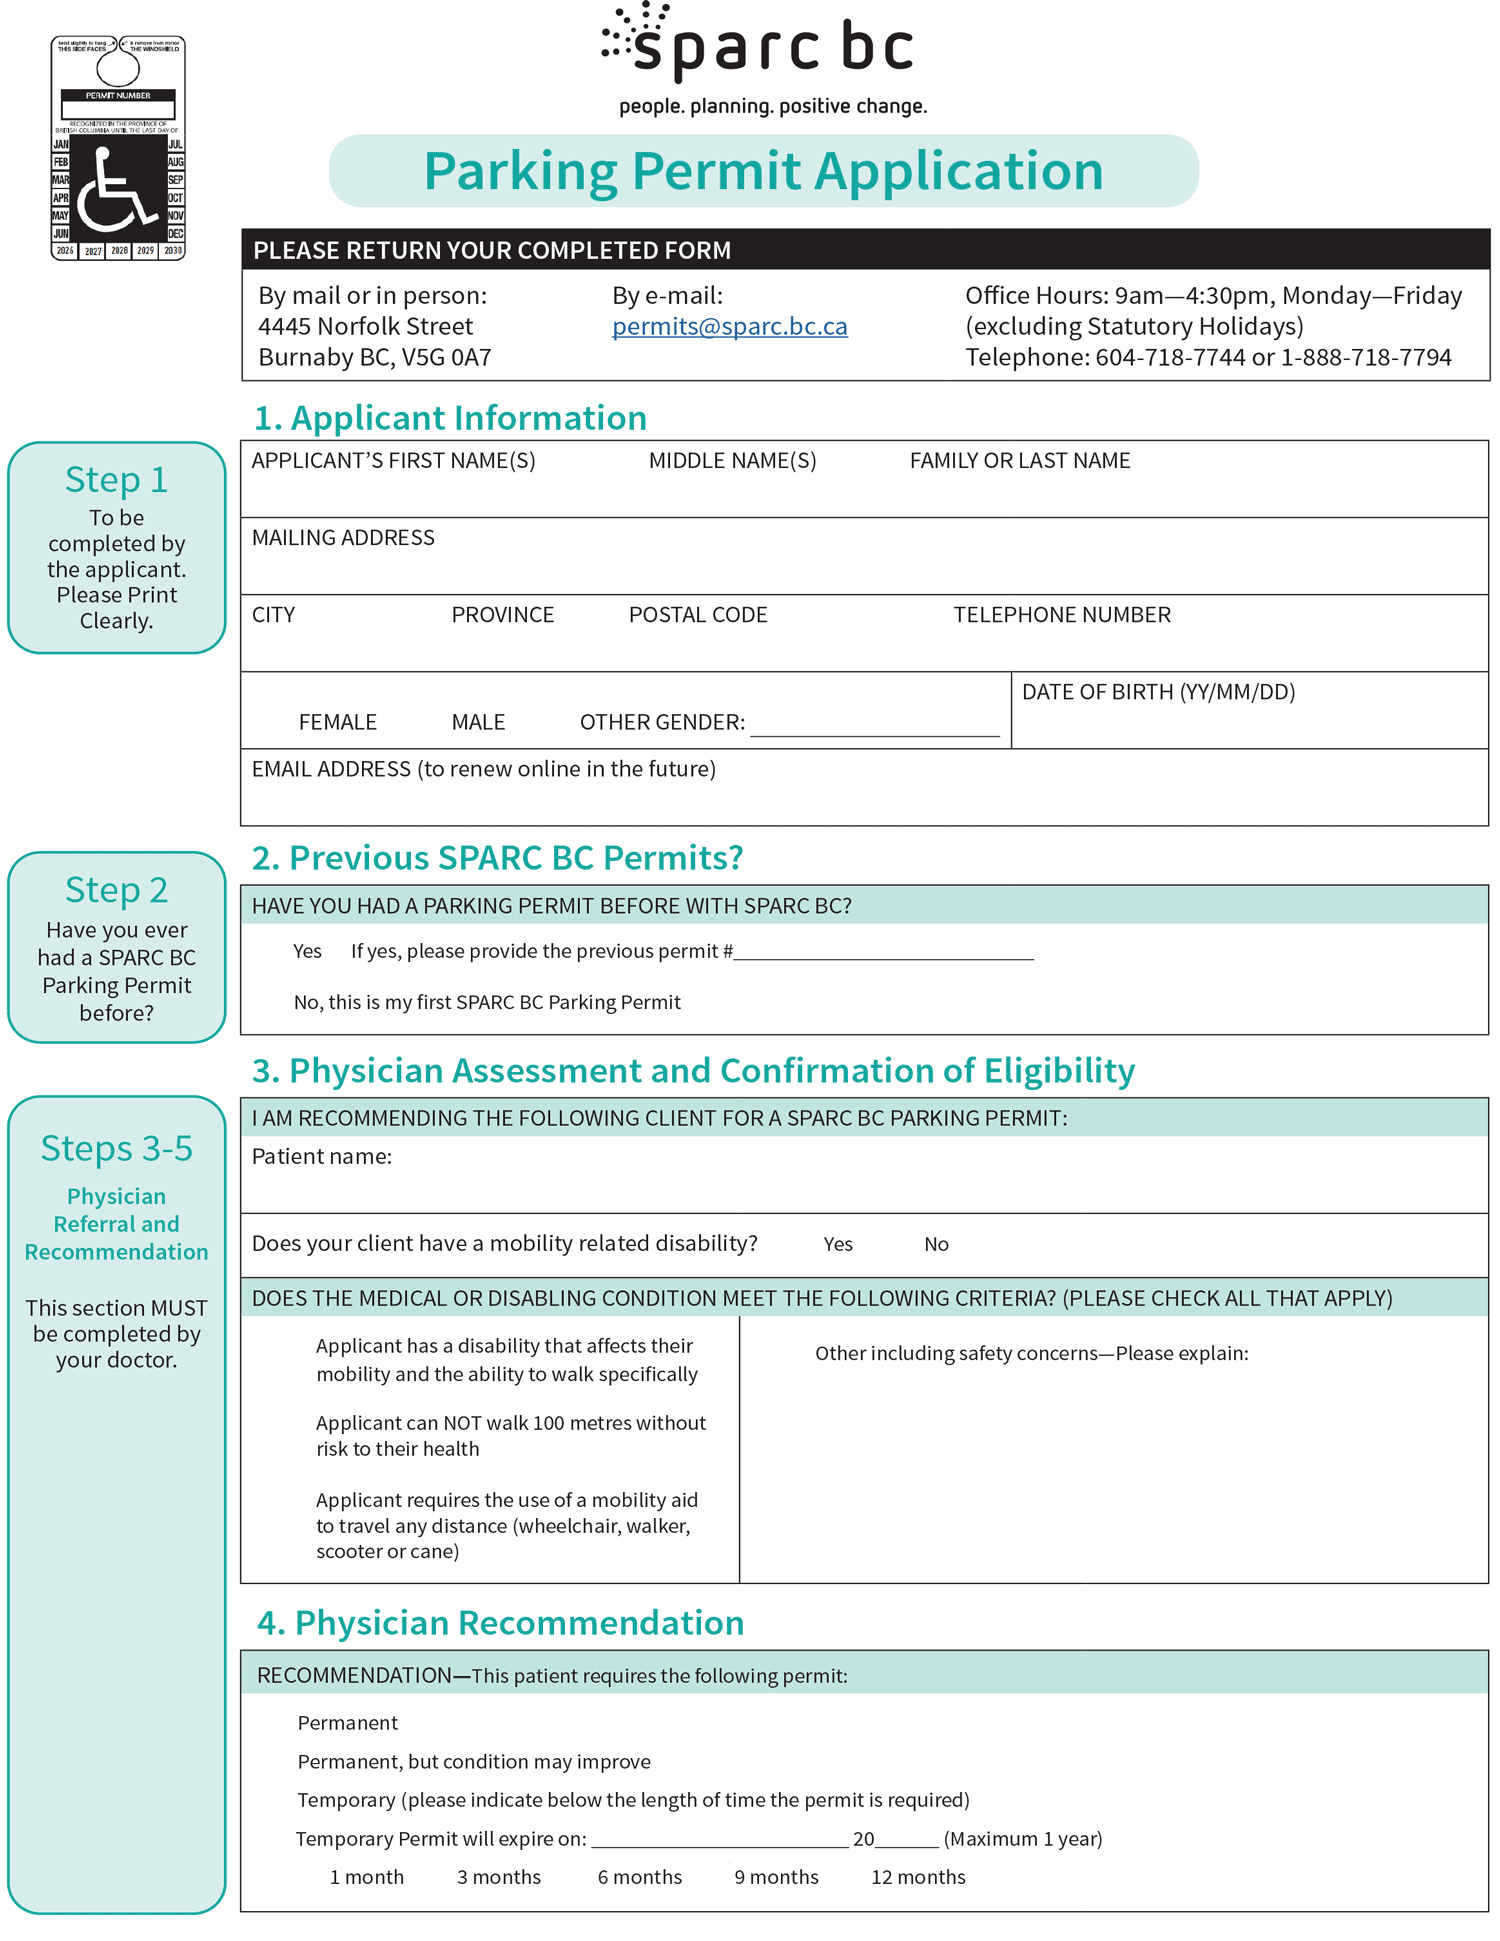 twist slightly to hang & remove from mirror
THIS SIDE FACES THE WINDSHIELD
PERMIT NUMBER
RECOGNIZED IN THE PROVINCE OF
BRITISH COLUMBIA UNTIL THE LAST DAY OF:
JAN JUL
FEB AUG
MAR SEP
APR OCT
MAY NOV
JUN DEC
2026 2027 2028 2029 2030
sparc bc
people. planning. positive change.
Parking Permit Application
PLEASE RETURN YOUR COMPLETED FORM
By mail or in person:
4445 Norfolk Street
Burnaby BC, V5G 0A7
By e-mail:
permits@sparc.bc.ca
Office Hours: 9am—4:30pm, Monday—Friday
(excluding Statutory Holidays)
Telephone: 604-718-7744 or 1-888-718-7794
Step 1
To be
completed by
the applicant.
Please Print
Clearly.
1. Applicant Information
APPLICANT’S FIRST NAME(S) MIDDLE NAME(S) FAMILY OR LAST NAME
MAILING ADDRESS
CITY PROVINCE POSTAL CODE TELEPHONE NUMBER
FEMALE MALE OTHER GENDER: ____________________
DATE OF BIRTH (YY/MM/DD)
EMAIL ADDRESS (to renew online in the future)
Step 2
Have you ever
had a SPARC BC
Parking Permit
before?
2. Previous SPARC BC Permits?
HAVE YOU HAD A PARKING PERMIT BEFORE WITH SPARC BC?
Yes If yes, please provide the previous permit #____________________________
No, this is my first SPARC BC Parking Permit
Steps 3-5
Physician
Referral and
Recommendation
This section MUST
be completed by
your doctor.
3. Physician Assessment and Confirmation of Eligibility
I AM RECOMMENDING THE FOLLOWING CLIENT FOR A SPARC BC PARKING PERMIT:
Patient name:
Does your client have a mobility related disability? Yes No
DOES THE MEDICAL OR DISABLING CONDITION MEET THE FOLLOWING CRITERIA? (PLEASE CHECK ALL THAT APPLY)
Applicant has a disability that affects their
mobility and the ability to walk specifically
Applicant can NOT walk 100 metres without
risk to their health
Applicant requires the use of a mobility aid
to travel any distance (wheelchair, walker,
scooter or cane)
Other including safety concerns—Please explain:
4. Physician Recommendation
RECOMMENDATION—This patient requires the following permit:
Permanent
Permanent, but condition may improve
Temporary (please indicate below the length of time the permit is required)
Temporary Permit will expire on: ________________________ 20______ (Maximum 1 year)
1 month 3 months 6 months 9 months 12 months